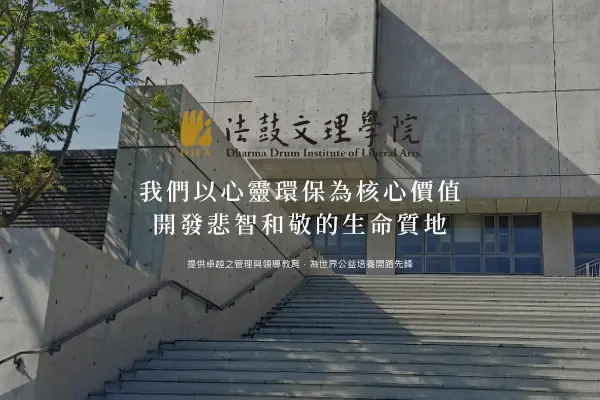 法鼓文理學院
DILA
Dharma Drum Institute of Liberal Arts
我們以心靈環保為核心價值
開發悲智和敬的生命質地
提供卓越之管理與領導教育，為世界公益培養開路先鋒